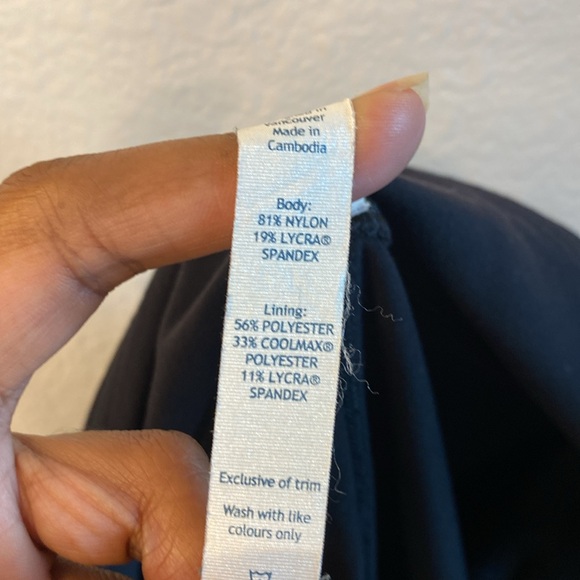 Vancouver
Made in
Cambodia
Body:
81% NYLON
19% LYCRA®
SPANDEX
Lining:
56% POLYESTER
33% COOLMAX®
POLYESTER
11% LYCRA®
SPANDEX
Exclusive of trim
Wash with like
colours only